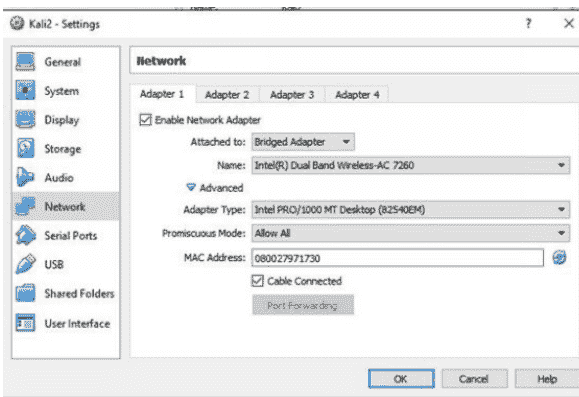 Kali2 - Settings
General
System
Display
Storage
Audio
Network
Serial Ports
USB
Shared Folders
User Interface
Network
Adapter 1 Adapter 2 Adapter 3 Adapter 4
Enable Network Adapter
Attached to: Bridged Adapter
Name: Intel(R) Dual Band Wireless-AC 7260
Advanced
Adapter Type: Intel PRO/1000 MT Desktop (82540EM)
Promiscuous Mode: Allow All
MAC Address: 080027971730
Cable Connected
Port Forwarding
OK Cancel Help